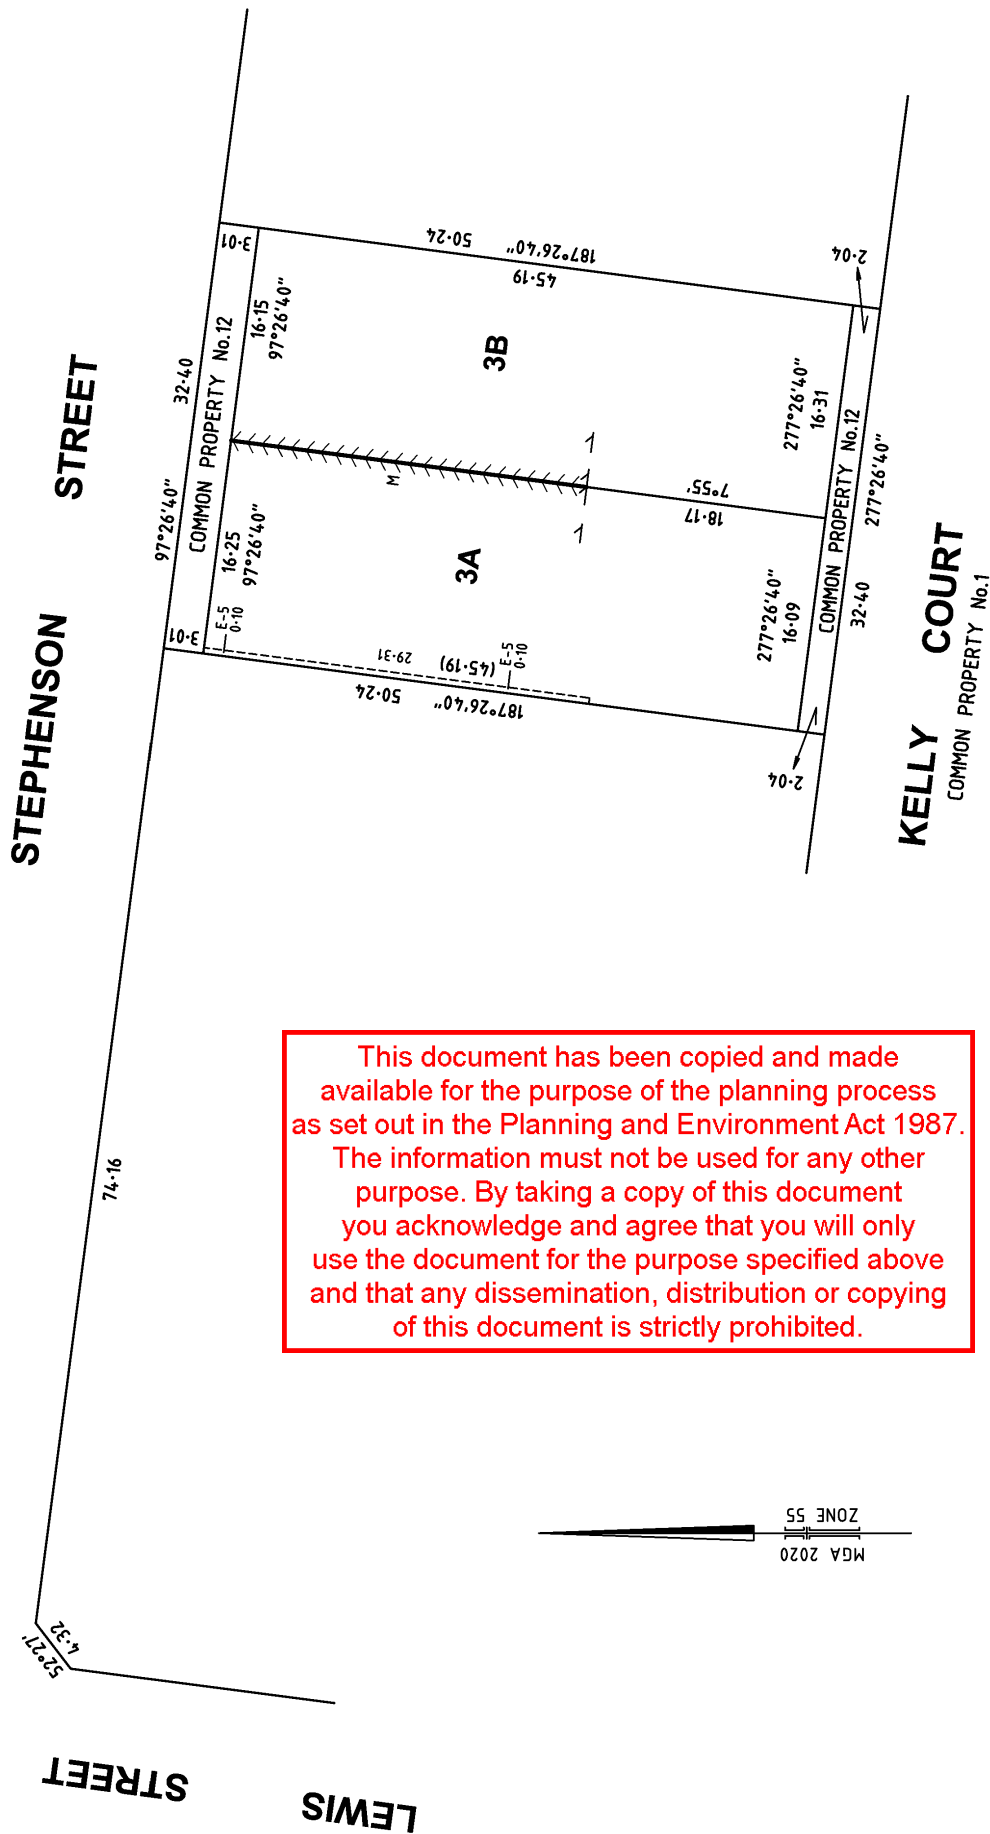 STEPHENSON STREET
97°26'40"
32·40
COMMON PROPERTY No.12
3·01
3·01
16·25
97°26'40"
16·15
97°26'40"
E-5
0·10
E-5
0·10
29·31
(45·19)
50·24 187°26'40"
50·24 187°26'40"
45·19
3A
3B
M
18·17
7°55'
277°26'40"
16·09
277°26'40"
16·31
COMMON PROPERTY No.12
32·40
277°26'40"
2·04
2·04
KELLY COURT
COMMON PROPERTY No.1
74·16
52°27'
4·32
LEWIS STREET
MGA 2020
ZONE 55
This document has been copied and made
available for the purpose of the planning process
as set out in the Planning and Environment Act 1987.
The information must not be used for any other
purpose. By taking a copy of this document
you acknowledge and agree that you will only
use the document for the purpose specified above
and that any dissemination, distribution or copying
of this document is strictly prohibited.